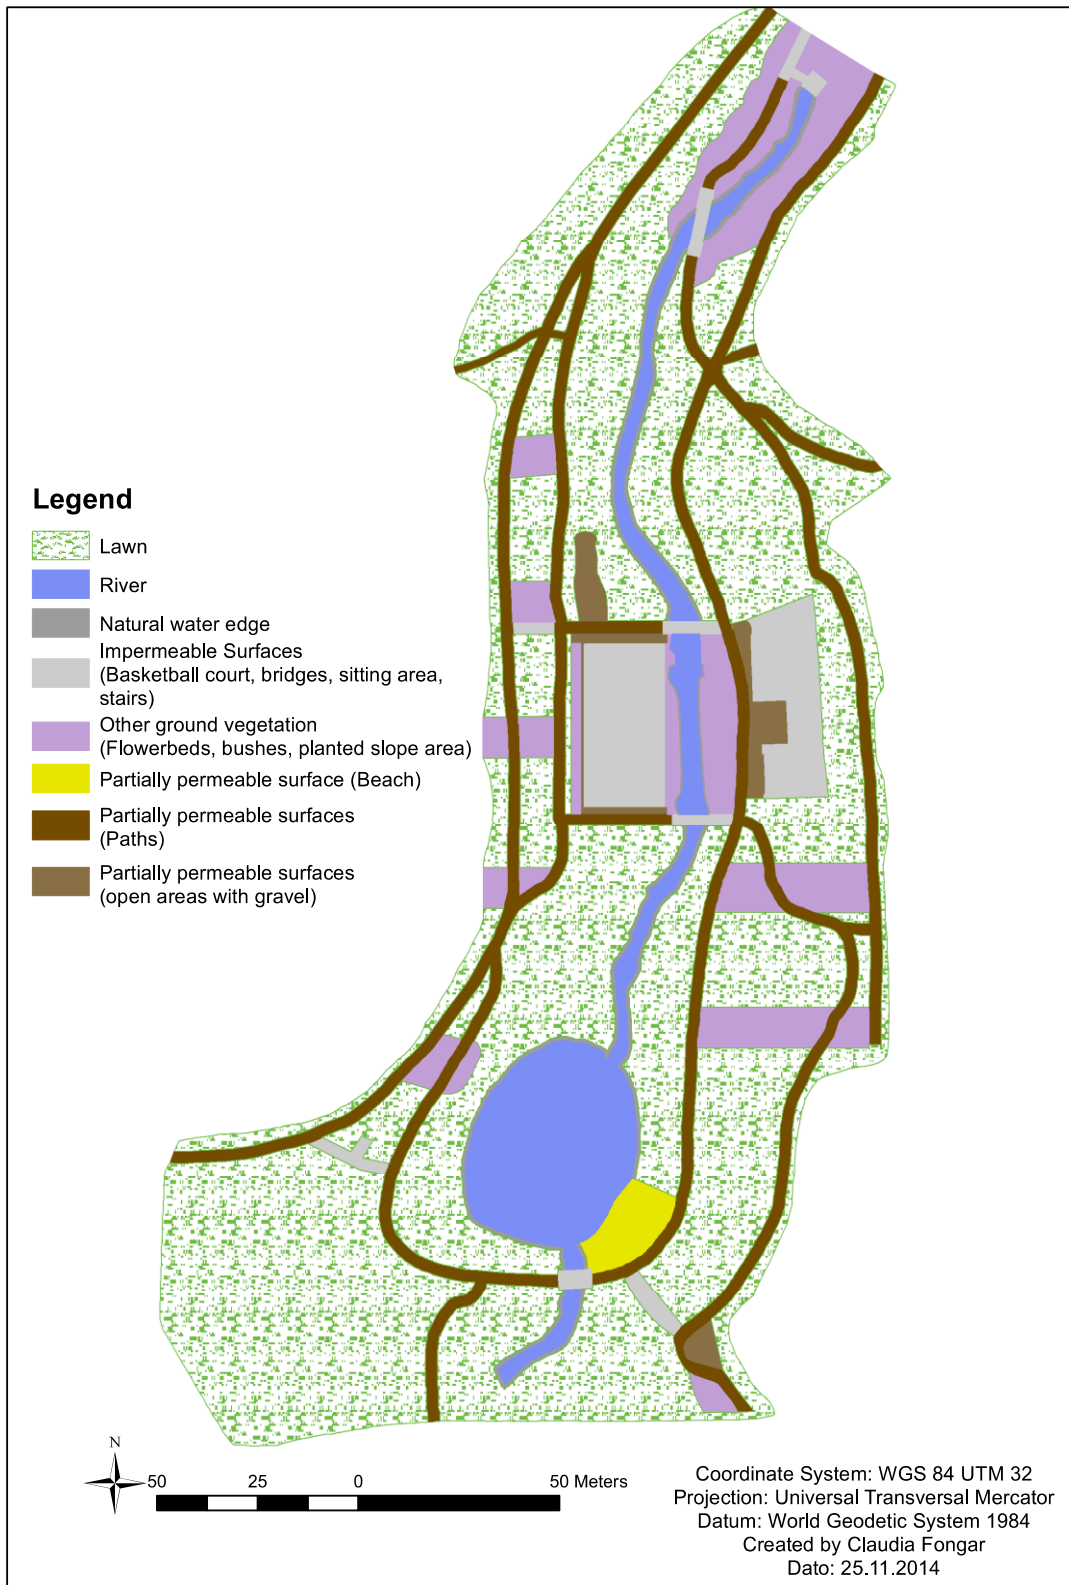 Legend
Lawn
River
Natural water edge
Impermeable Surfaces
(Basketball court, bridges, sitting area,
stairs)
Other ground vegetation
(Flowerbeds, bushes, planted slope area)
Partially permeable surface (Beach)
Partially permeable surfaces
(Paths)
Partially permeable surfaces
(open areas with gravel)
N
50 25 0 50 Meters
Coordinate System: WGS 84 UTM 32
Projection: Universal Transversal Mercator
Datum: World Geodetic System 1984
Created by Claudia Fongar
Dato: 25.11.2014